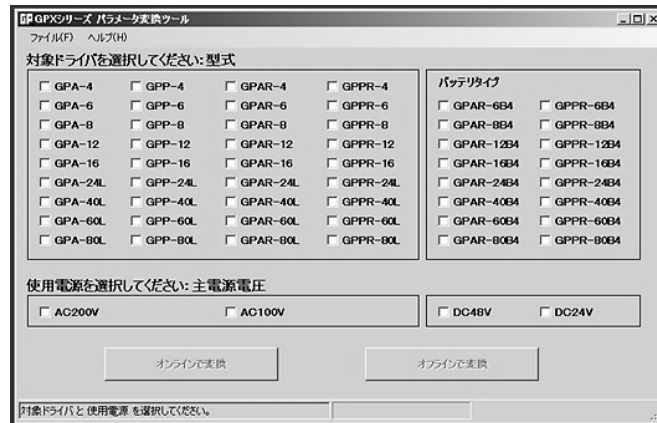 GPXシリーズ パラメータ変換ツール
ファイル(F) ヘルプ(H)
対象ドライバを選択してください:型式
GPA-4 GPP-4 GPAR-4 GPPR-4
GPA-6 GPP-6 GPAR-6 GPPR-6
GPA-8 GPP-8 GPAR-8 GPPR-8
GPA-12 GPP-12 GPAR-12 GPPR-12
GPA-16 GPP-16 GPAR-16 GPPR-16
GPA-24L GPP-24L GPAR-24L GPPR-24L
GPA-40L GPP-40L GPAR-40L GPPR-40L
GPA-60L GPP-60L GPAR-60L GPPR-60L
GPA-80L GPP-80L GPAR-80L GPPR-80L
バッテリタイプ
GPAR-6B4 GPPR-6B4
GPAR-8B4 GPPR-8B4
GPAR-12B4 GPPR-12B4
GPAR-16B4 GPPR-16B4
GPAR-24B4 GPPR-24B4
GPAR-40B4 GPPR-40B4
GPAR-60B4 GPPR-60B4
GPAR-80B4 GPPR-80B4
使用電源を選択してください:主電源電圧
AC200V AC100V DC48V DC24V
オンラインで変換 オフラインで変換
対象ドライバ と 使用電源 を選択してください。